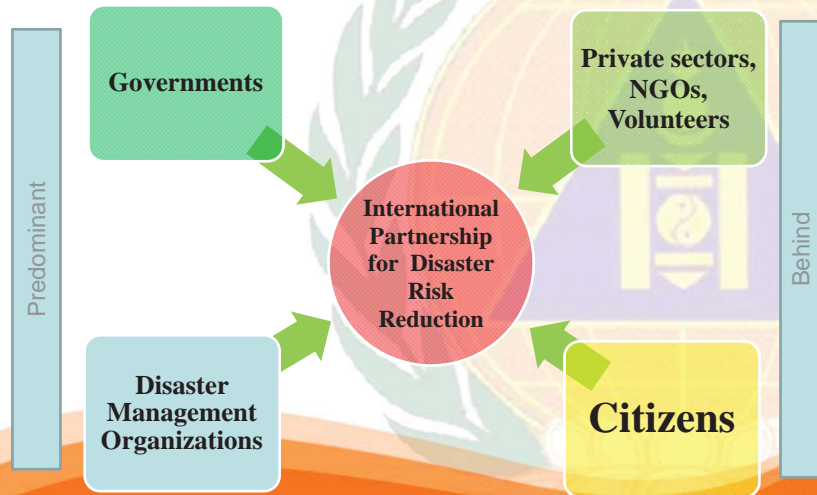 Predominant
Governments
Private sectors,
NGOs,
Volunteers
International
Partnership
for Disaster
Risk
Reduction
Disaster
Management
Organizations
Citizens
Behind